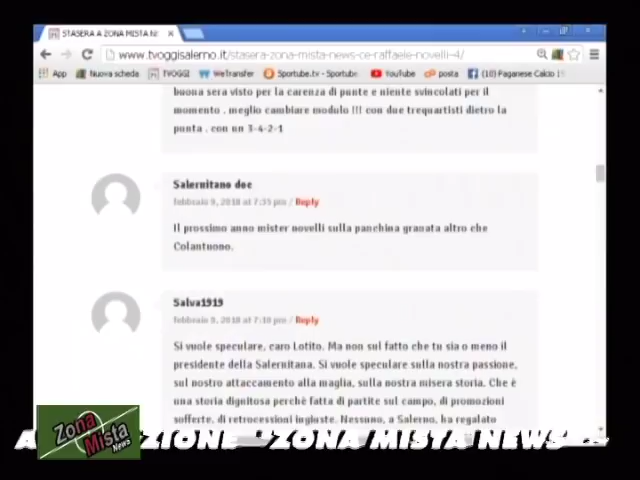 STASERA A ZONA MISTA NE
www.tvoggisalerno.it/stasera-zona-mista-news-ce-raffaele-novelli-4/
App Nuova scheda TVOGGI WeTransfer Sportube.tv - Sportube YouTube posta (10) Paganese Calcio
buona sera visto per la carenza di punte e niente svincolati per il
momento . meglio cambiare modulo !!! con due trequartisti dietro la
punta . con un 3-4-2-1
Salernitano doc
febbraio 9, 2018 at 7:35 pm / Reply
Il prossimo anno mister novelli sulla panchina granata altro che
Colantuono.
Salva1919
febbraio 9, 2018 at 7:10 pm / Reply
Si vuole speculare, caro Lotito. Ma non sul fatto che tu sia o meno il
presidente della Salernitana. Si vuole speculare sulla nostra passione,
sul nostro attaccamento alla maglia, sulla nostra misera storia. Che è
una storia dignitosa perchè fatta di partite sul campo, di promozioni
sofferte, di retrocessioni ingiuste. Nessuno, a Salerno, ha regalato
Zona
Mista
News
A ZIONE "ZONA MISTA NEWS" -